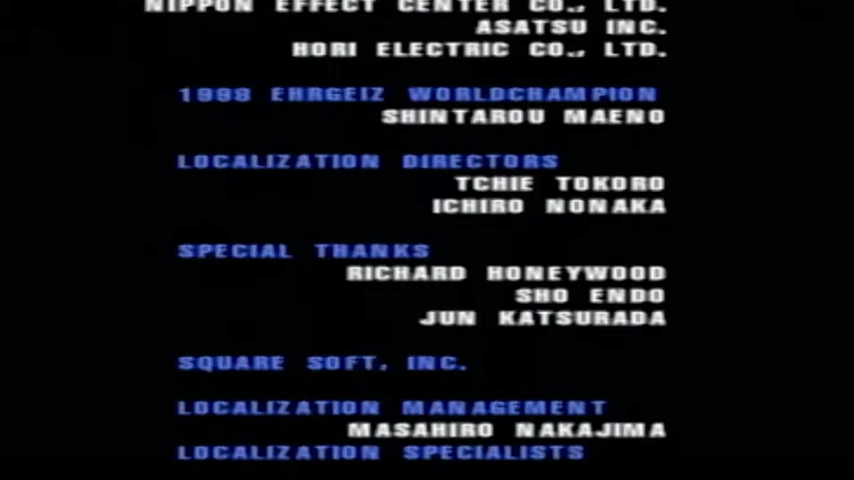 NIPPON EFFECT CENTER CO., LTD.
ASATSU INC.
HORI ELECTRIC CO., LTD.
1998 EHRGEIZ WORLDCHAMPION
SHINTAROU MAENO
LOCALIZATION DIRECTORS
TCHIE TOKORO
ICHIRO NONAKA
SPECIAL THANKS
RICHARD HONEYWOOD
SHO ENDO
JUN KATSURADA
SQUARE SOFT, INC.
LOCALIZATION MANAGEMENT
MASAHIRO NAKAJIMA
LOCALIZATION SPECIALISTS